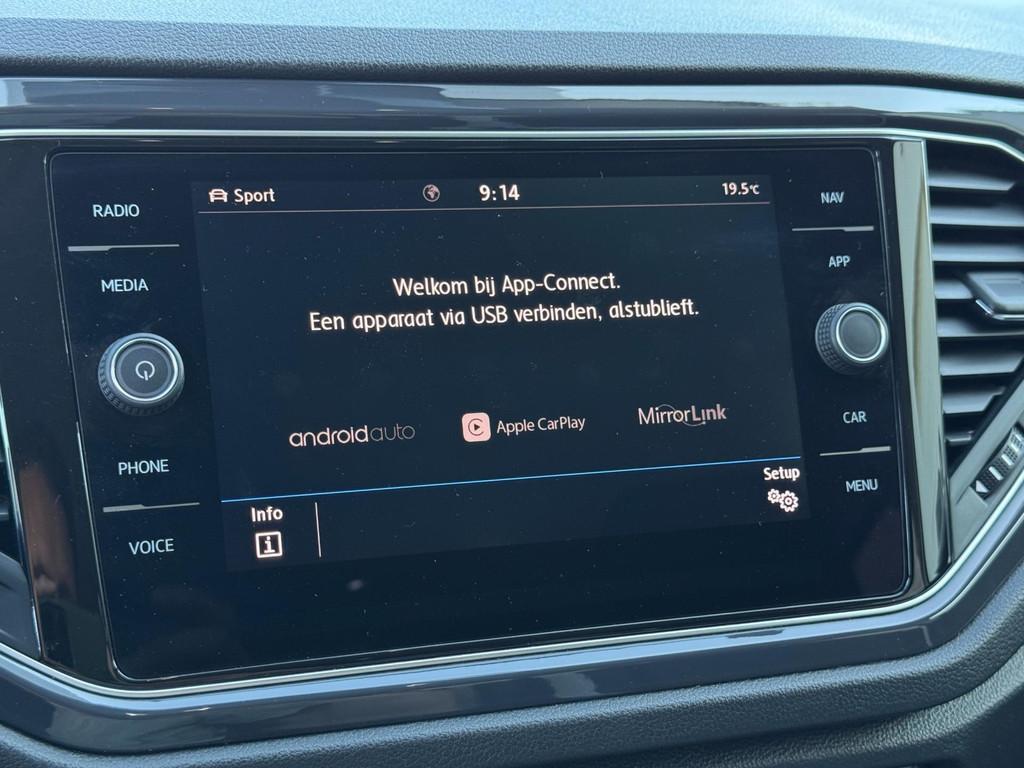 RADIO
MEDIA
PHONE
VOICE
Sport
9:14
19.5°C
Welkom bij App-Connect.
Een apparaat via USB verbinden, alstublieft.
androidauto
Apple CarPlay
MirrorLink
Info
i
Setup
NAV
APP
CAR
MENU